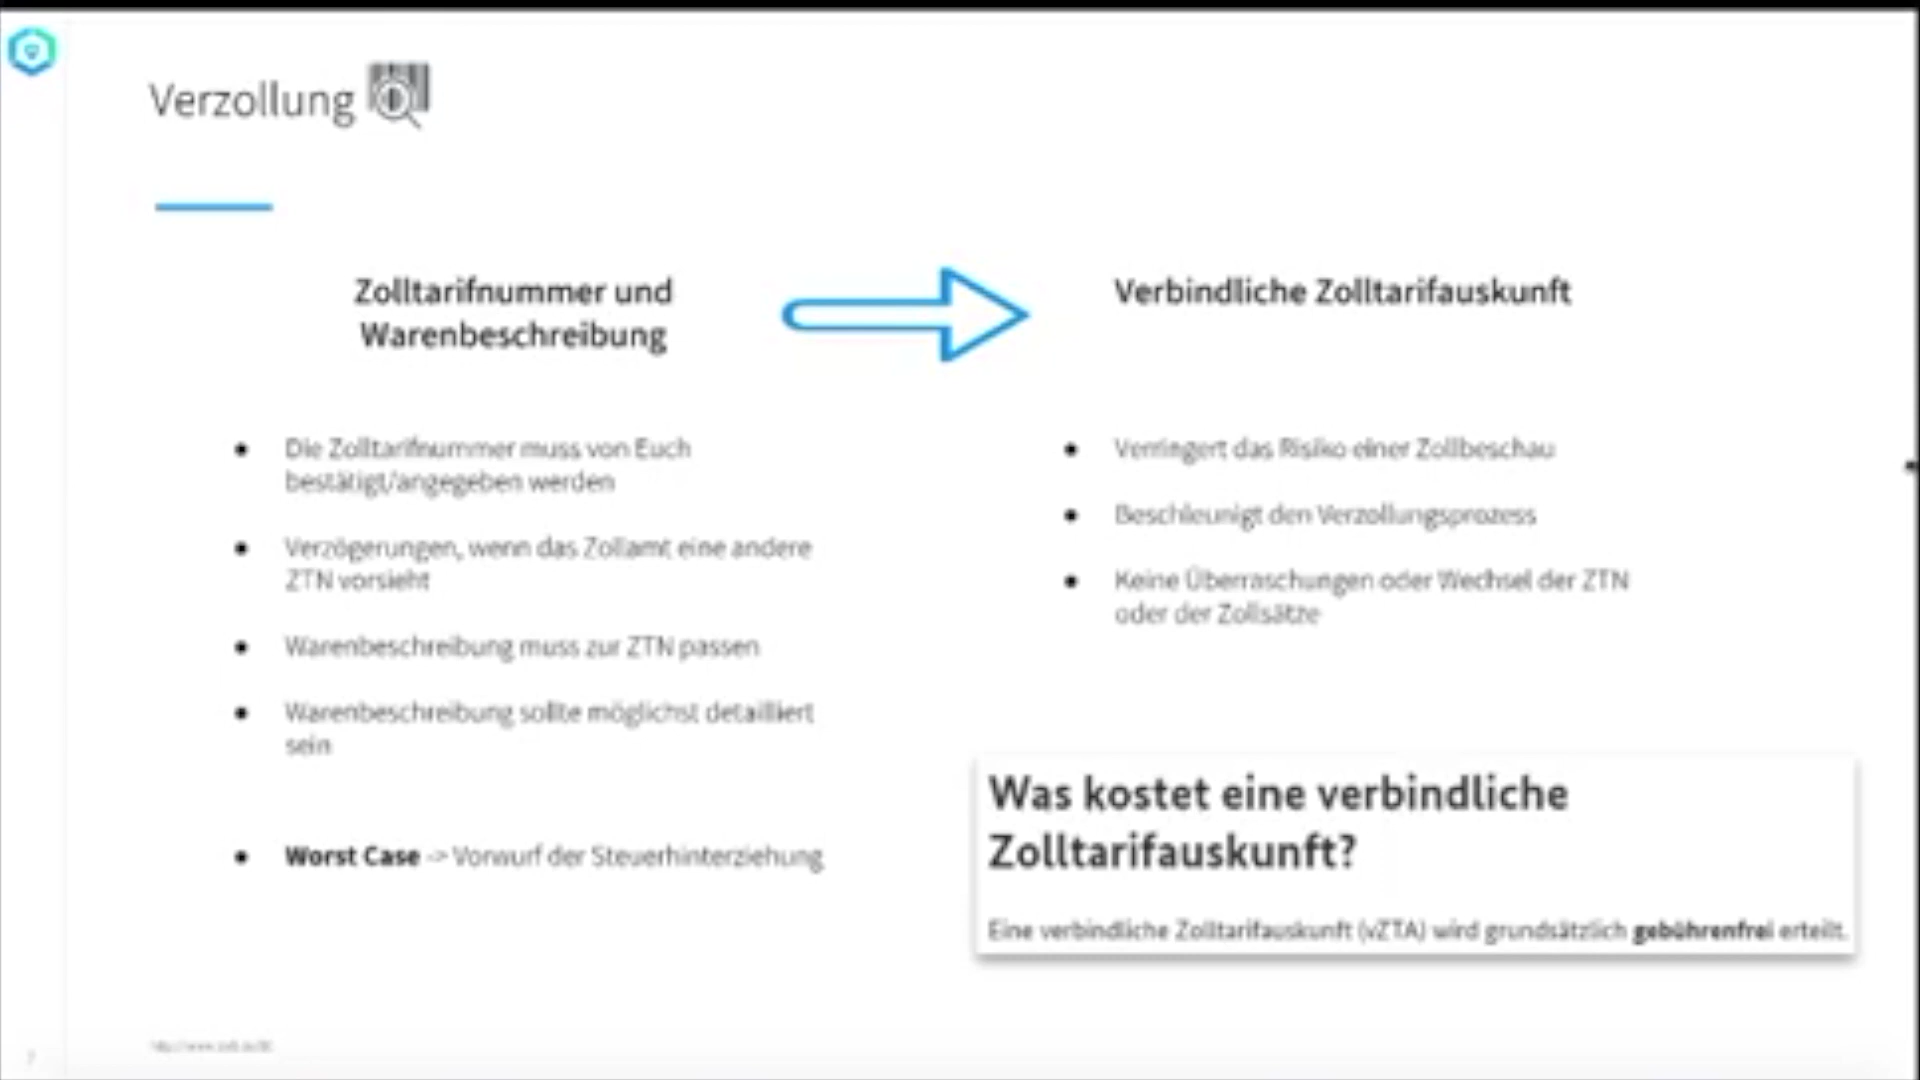 Verzollung
Zolltarifnummer und
Warenbeschreibung
Die Zolltarifnummer muss von Euch
bestätigt/angegeben werden
Verzögerungen, wenn das Zollamt eine andere
ZTN vorsieht
Warenbeschreibung muss zur ZTN passen
Warenbeschreibung sollte möglichst detailliert
sein
Worst Case -> Vorwurf der Steuerhinterziehung
Verbindliche Zolltarifauskunft
Verringert das Risiko einer Zollbeschau
Beschleunigt den Verzollungsprozess
Keine Überraschungen oder Wechsel der ZTN
oder der Zollsätze
Was kostet eine verbindliche
Zolltarifauskunft?
Eine verbindliche Zolltarifauskunft (vZTA) wird grundsätzlich gebührenfrei erteilt.